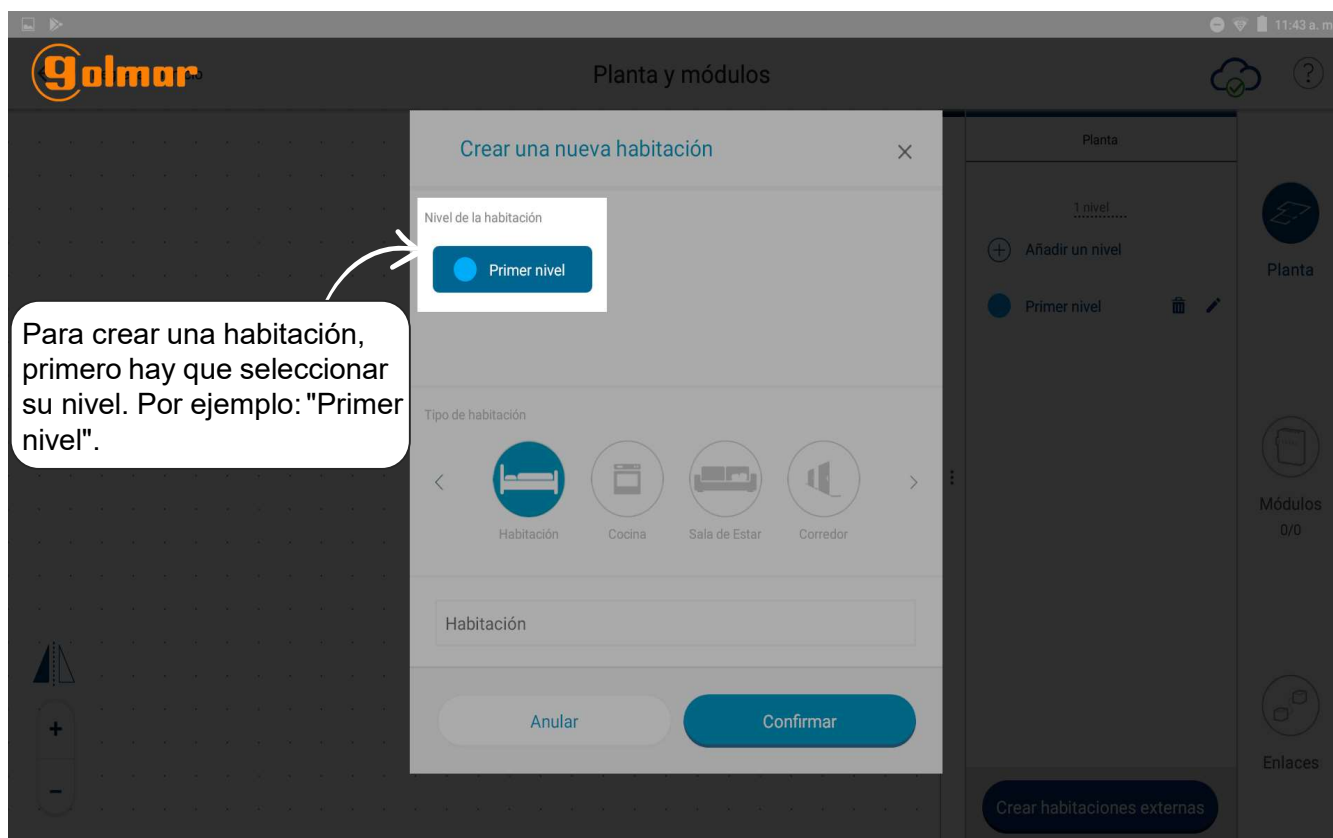 11:43 a. m
golmar
Planta y módulos
?
Crear una nueva habitación
Planta
Nivel de la habitación
1 nivel
Primer nivel
Añadir un nivel
Planta
Primer nivel
Para crear una habitación,
primero hay que seleccionar
su nivel. Por ejemplo: "Primer
nivel".
Tipo de habitación
Habitación
Cocina
Sala de Estar
Corredor
Módulos
0/0
Habitación
Anular
Confirmar
Enlaces
Crear habitaciones externas